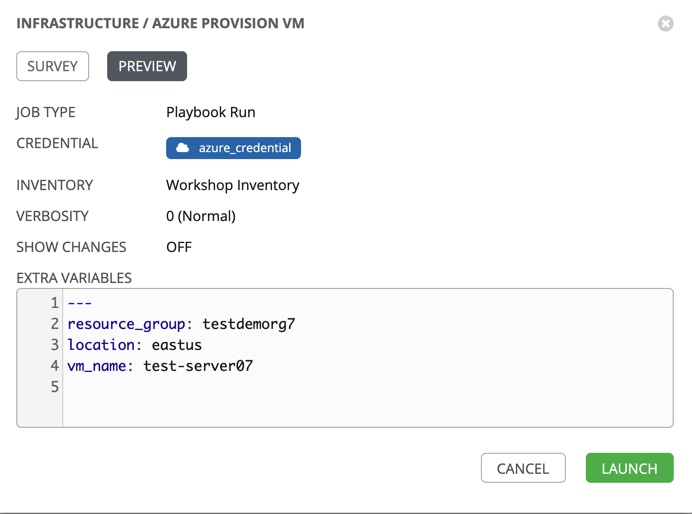 INFRASTRUCTURE / AZURE PROVISION VM
SURVEY PREVIEW
JOB TYPE Playbook Run
CREDENTIAL azure_credential
INVENTORY Workshop Inventory
VERBOSITY 0 (Normal)
SHOW CHANGES OFF
EXTRA VARIABLES
1 ---
2 resource_group: testdemorg7
3 location: eastus
4 vm_name: test-server07
5
CANCEL LAUNCH